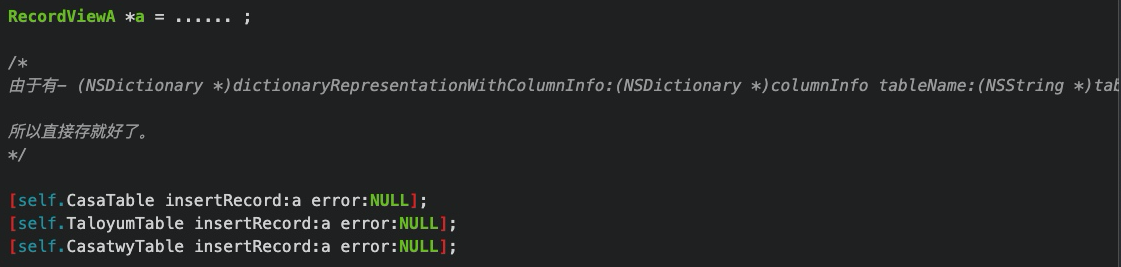 RecordViewA *a = ...... ;
/*
由于有- (NSDictionary *)dictionaryRepresentationWithColumnInfo:(NSDictionary *)columnInfo tableName:(NSString *)tab
所以直接存就好了。
*/
[self.CasaTable insertRecord:a error:NULL];
[self.TaloyumTable insertRecord:a error:NULL];
[self.CasatwyTable insertRecord:a error:NULL];